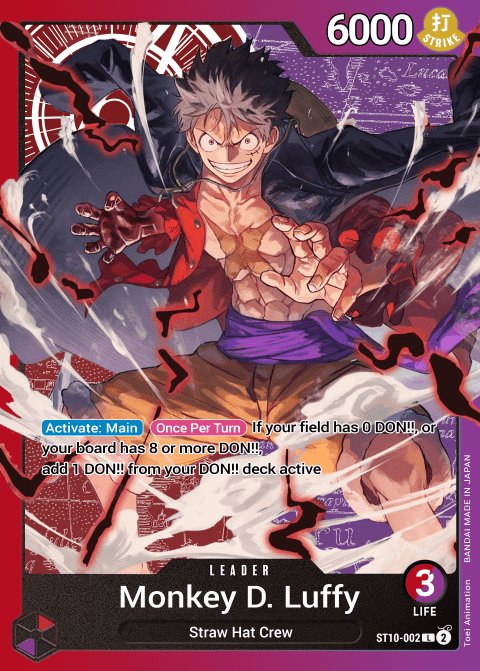 6000
打
STRIKE
Activate: Main Once Per Turn If your field has 0 DON!!, or
your board has 8 or more DON!!,
add 1 DON!! from your DON!! deck active
LEADER
Monkey D. Luffy
Straw Hat Crew
3
LIFE
ST10-002 L 2
Toei Animation BANDAI MADE IN JAPAN